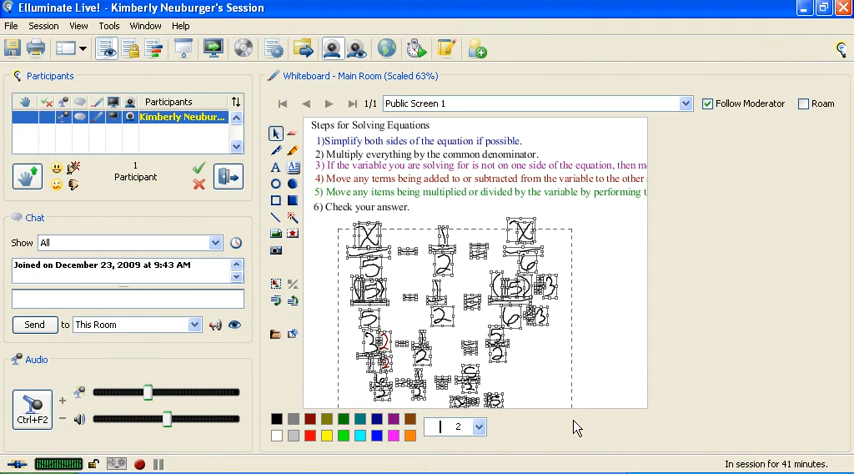 Elluminate Live! - Kimberly Neuburger's Session
File Session View Tools Window Help
Participants
Participants
Kimberly Neubur...
1
Participant
Chat
Show All
Joined on December 23, 2009 at 9:43 AM
Send to This Room
Audio
Ctrl+F2
Whiteboard - Main Room (Scaled 63%)
1/1 Public Screen 1 Follow Moderator Roam
Steps for Solving Equations
1)Simplify both sides of the equation if possible.
2) Multiply everything by the common denominator.
3) If the variable you are solving for is not on one side of the equation, then m
4) Move any terms being added to or subtracted from the variable to the other
5) Move any items being multiplied or divided by the variable by performing t
6) Check your answer.
X 1 X
5 2 6
2
In session for 41 minutes.